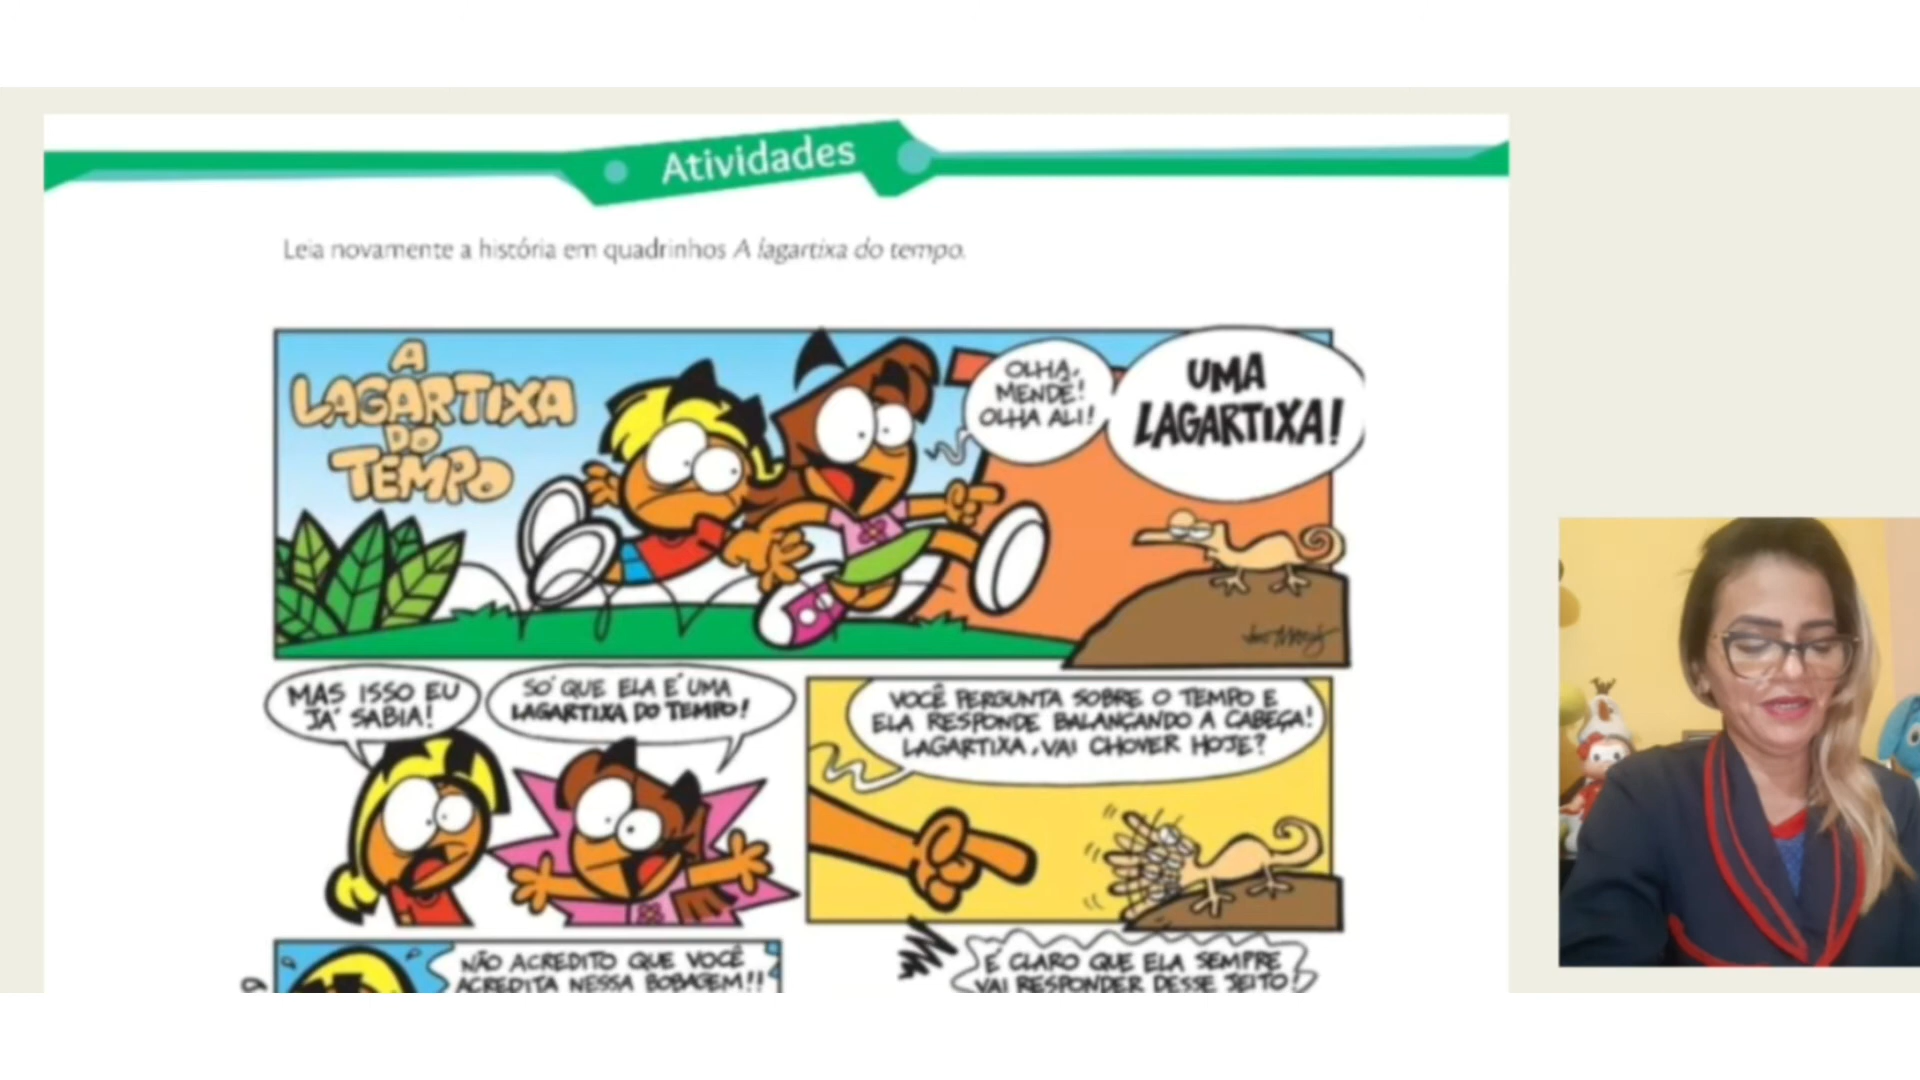 Atividades
Leia novamente a história em quadrinhos A lagartixa do tempo.
A
LAGARTIXA
DO
TEMPO
OLHA,
MENDÉ!
OLHA ALI!
UMA
LAGARTIXA!
MAS ISSO EU
JÁ SABIA!
SÓ QUE ELA É UMA
LAGARTIXA DO TEMPO!
VOCÊ PERGUNTA SOBRE O TEMPO E
ELA RESPONDE BALANÇANDO A CABEÇA!
LAGARTIXA, VAI CHOVER HOJE?
NÃO ACREDITO QUE VOCÊ
ACREDITA NESSA BOBAGEM!!
É CLARO QUE ELA SEMPRE
VAI RESPONDER DESSE JEITO!